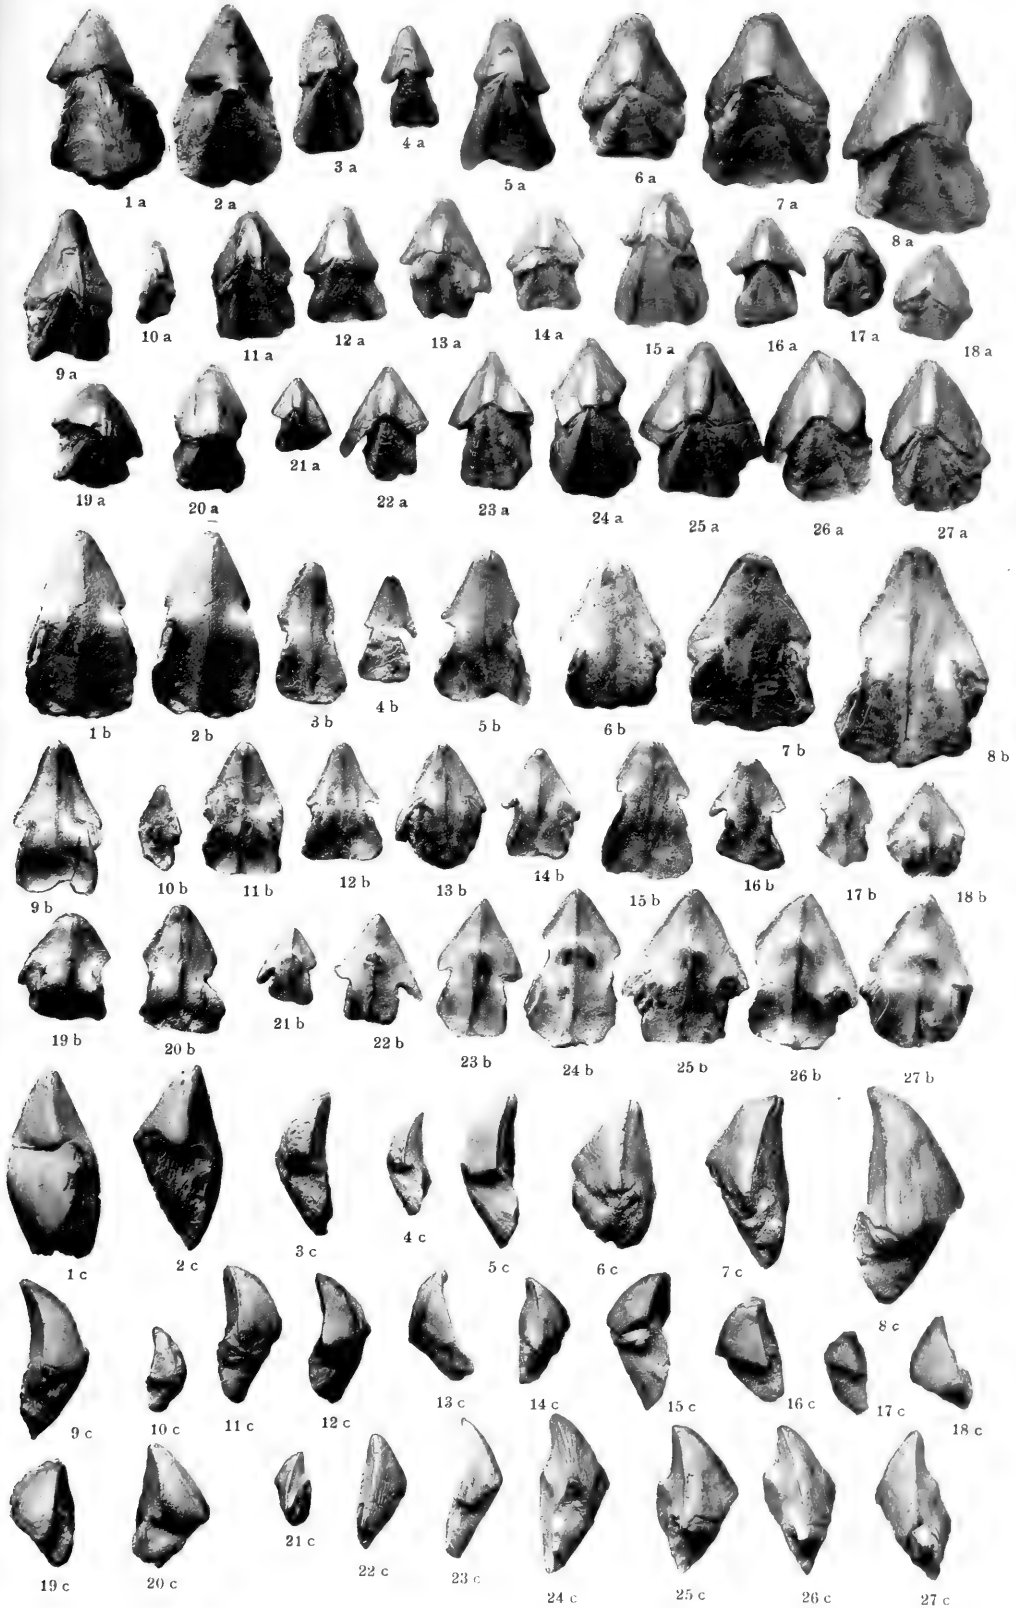 1 a 2 a 3 a 4 a 5 a 6 a 7 a 8 a
9 a 10 a 11 a 12 a 13 a 14 a 15 a 16 a 17 a 18 a
19 a 20 a 21 a 22 a 23 a 24 a 25 a 26 a 27 a
1 b 2 b 3 b 4 b 5 b 6 b 7 b 8 b
9 b 10 b 11 b 12 b 13 b 14 b 15 b 16 b 17 b 18 b
19 b 20 b 21 b 22 b 23 b 24 b 25 b 26 b 27 b
1 c 2 c 3 c 4 c 5 c 6 c 7 c 8 c
9 c 10 c 11 c 12 c 13 c 14 c 15 c 16 c 17 c 18 c
19 c 20 c 21 c 22 c 23 c 24 c 25 c 26 c 27 c